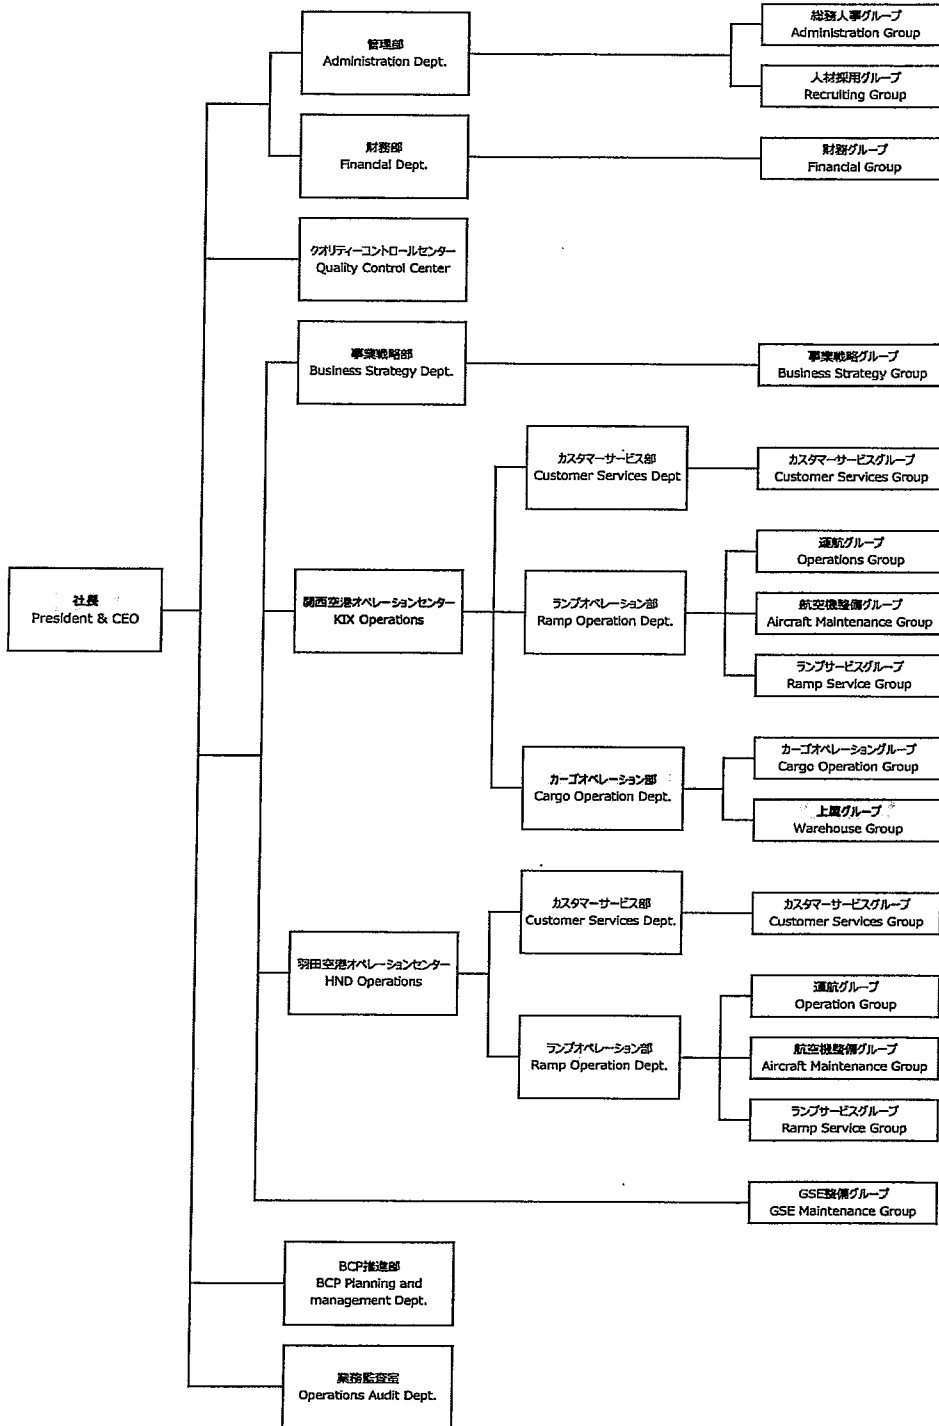 総務人事グループ
Administration Group
管理部
Administration Dept.
人材採用グループ
Recruiting Group
財務部
Financial Dept.
財務グループ
Financial Group
クオリティーコントロールセンター
Quality Control Center
事業戦略部
Business Strategy Dept.
事業戦略グループ
Business Strategy Group
カスタマーサービス部
Customer Services Dept
カスタマーサービスグループ
Customer Services Group
運航グループ
Operations Group
社長
President & CEO
関西空港オペレーションセンター
KIX Operations
ランプオペレーション部
Ramp Operation Dept.
航空機整備グループ
Aircraft Maintenance Group
ランプサービスグループ
Ramp Service Group
カーゴオペレーション部
Cargo Operation Dept.
カーゴオペレーショングループ
Cargo Operation Group
上屋グループ
Warehouse Group
カスタマーサービス部
Customer Services Dept.
カスタマーサービスグループ
Customer Services Group
羽田空港オペレーションセンター
HND Operations
運航グループ
Operation Group
ランプオペレーション部
Ramp Operation Dept.
航空機整備グループ
Aircraft Maintenance Group
ランプサービスグループ
Ramp Service Group
GSE整備グループ
GSE Maintenance Group
BCP推進部
BCP Planning and
management Dept.
業務監査室
Operations Audit Dept.